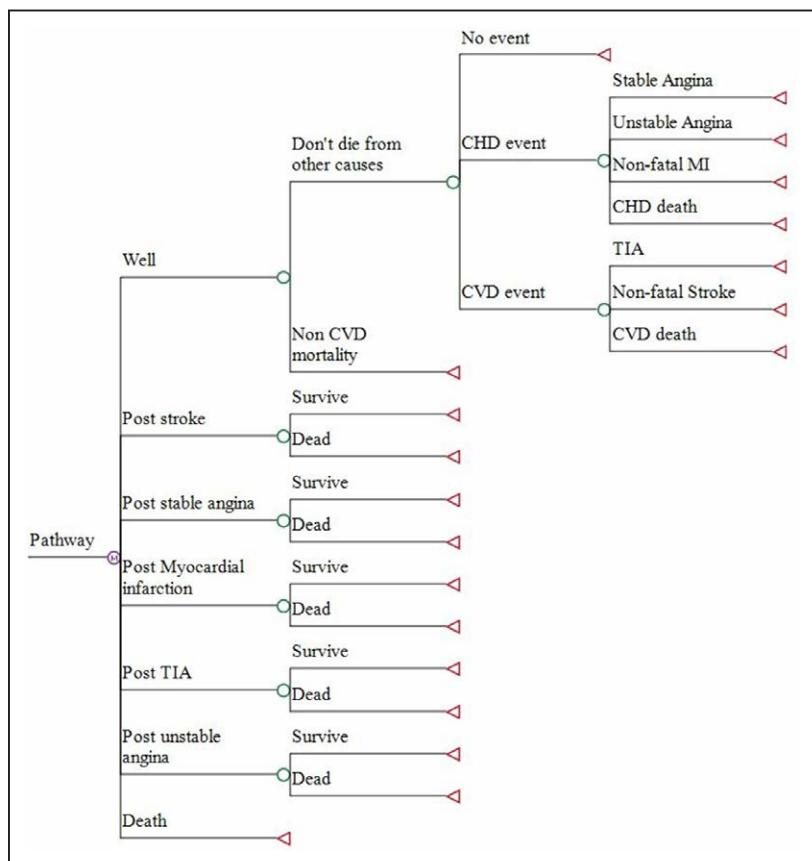 No event
Stable Angina
Unstable Angina
Don't die from
other causes
CHD event
Non-fatal MI
CHD death
TIA
Well
CVD event
Non-fatal Stroke
CVD death
Non CVD
mortality
Survive
Post stroke
Dead
Survive
Post stable angina
Dead
Pathway
M
Post Myocardial
infarction
Survive
Dead
Survive
Post TIA
Dead
Post unstable
angina
Survive
Dead
Death